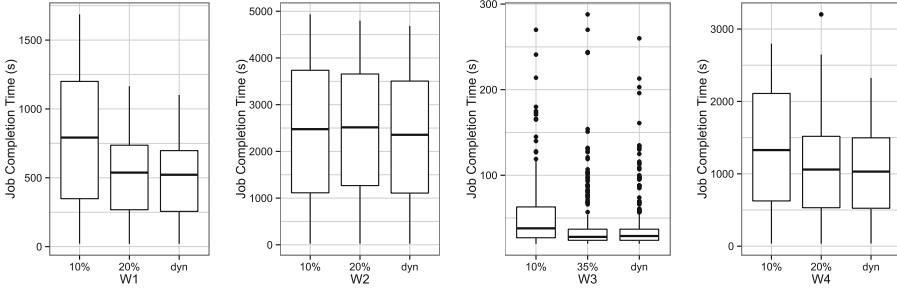 Job Completion Time (s)
1500
1000
500
0
10% 20% dyn
W1
Job Completion Time (s)
5000
4000
3000
2000
1000
0
10% 20% dyn
W2
Job Completion Time (s)
300
200
100
10% 35% dyn
W3
Job Completion Time (s)
3000
2000
1000
0
10% 20% dyn
W4